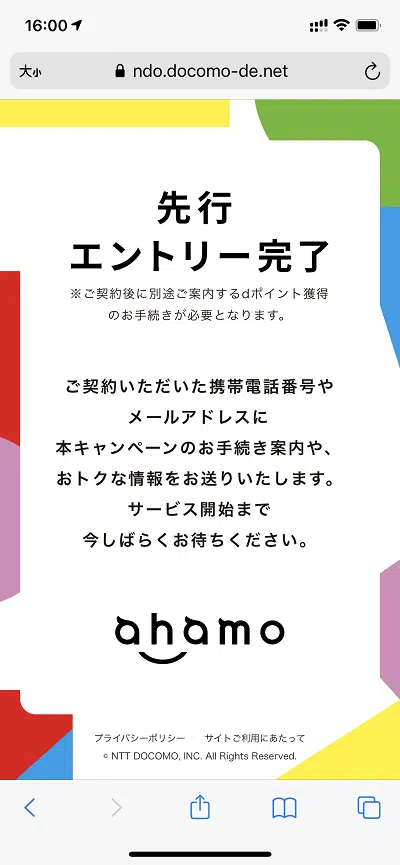 16:00
大小 ndo.docomo-de.net
先行
エントリー完了
※ご契約後に別途ご案内するdポイント獲得
のお手続きが必要となります。
ご契約いただいた携帯電話番号や
メールアドレスに
本キャンペーンのお手続き案内や、
おトクな情報をお送りいたします。
サービス開始まで
今しばらくお待ちください。
ahamo
プライバシーポリシー サイトご利用にあたって
© NTT DOCOMO, INC. All Rights Reserved.